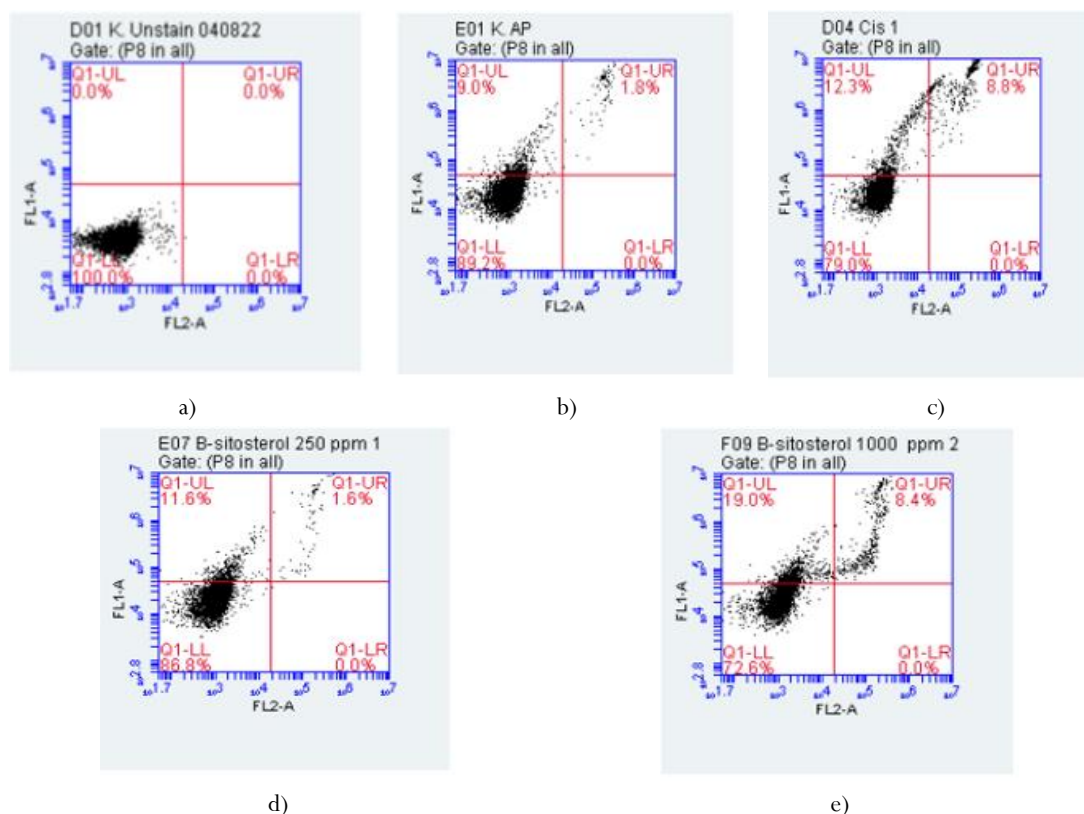 D01 K. Unstain 040822
Gate: (P8 in all)
Q1-UL
0.0%
Q1-UR
0.0%
Q1-LL
100.0%
Q1-LR
0.0%
FL1-A
FL2-A
a)
E01 K. AP
Gate: (P8 in all)
Q1-UL
9.0%
Q1-UR
1.8%
Q1-LL
89.2%
Q1-LR
0.0%
FL1-A
FL2-A
b)
D04 Cis 1
Gate: (P8 in all)
Q1-UL
12.3%
Q1-UR
8.8%
Q1-LL
79.0%
Q1-LR
0.0%
FL1-A
FL2-A
c)
E07 B-sitosterol 250 ppm 1
Gate: (P8 in all)
Q1-UL
11.6%
Q1-UR
1.6%
Q1-LL
86.8%
Q1-LR
0.0%
FL1-A
FL2-A
d)
F09 B-sitosterol 1000 ppm 2
Gate: (P8 in all)
Q1-UL
19.0%
Q1-UR
8.4%
Q1-LL
72.6%
Q1-LR
0.0%
FL1-A
FL2-A
e)